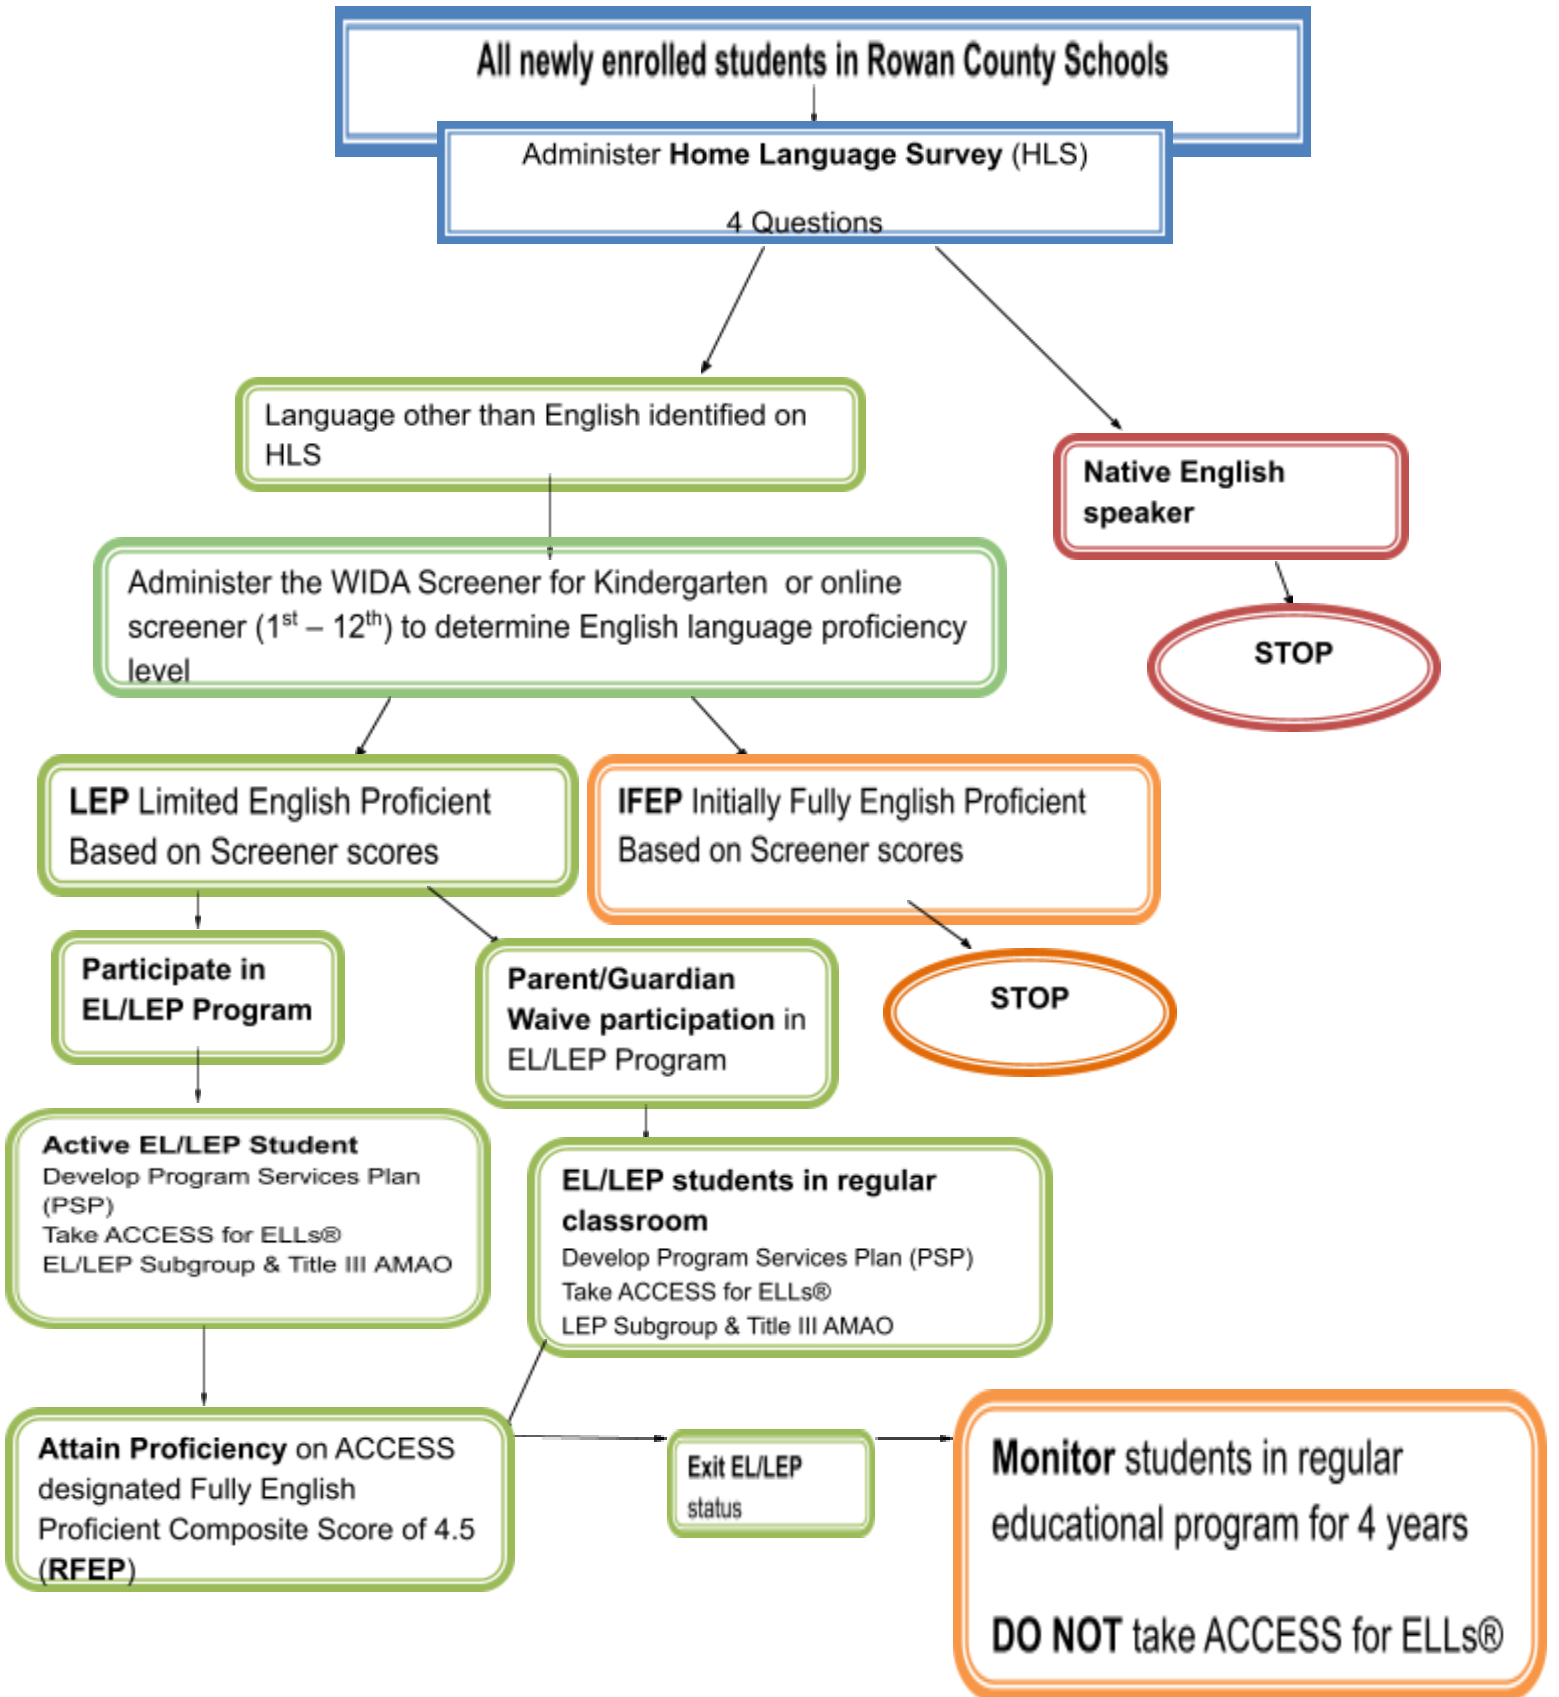 All newly enrolled students in Rowan County Schools
Administer Home Language Survey (HLS)
4 Questions
Language other than English identified on
HLS
Native English
speaker
STOP
Administer the WIDA Screener for Kindergarten or online
screener (1st – 12th) to determine English language proficiency
level
LEP Limited English Proficient
Based on Screener scores
IFEP Initially Fully English Proficient
Based on Screener scores
STOP
Participate in
EL/LEP Program
Parent/Guardian
Waive participation in
EL/LEP Program
Active EL/LEP Student
Develop Program Services Plan
(PSP)
Take ACCESS for ELLs®
EL/LEP Subgroup & Title III AMAO
EL/LEP students in regular
classroom
Develop Program Services Plan (PSP)
Take ACCESS for ELLs®
LEP Subgroup & Title III AMAO
Attain Proficiency on ACCESS
designated Fully English
Proficient Composite Score of 4.5
(RFEP)
Exit EL/LEP
status
Monitor students in regular
educational program for 4 years
DO NOT take ACCESS for ELLs®